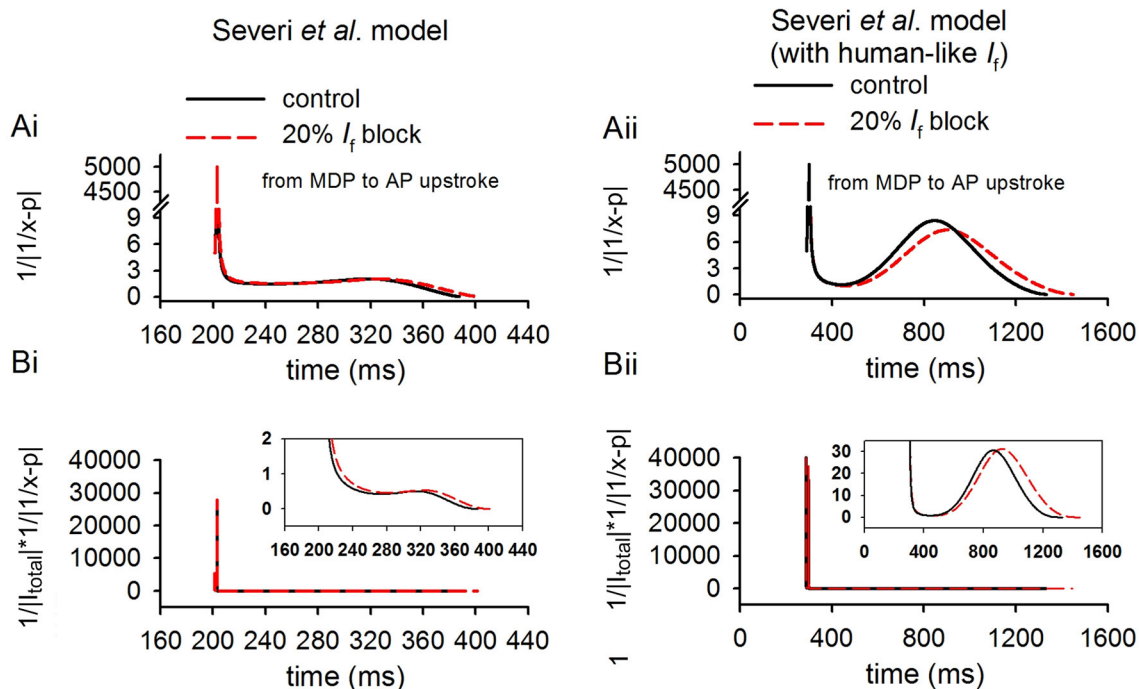 Severi et al. model
control
20% If block
Ai
from MDP to AP upstroke
1/|1/x-p|
5000
4500
9
6
3
0
160 200 240 280 320 360 400 440
time (ms)
Severi et al. model
(with human-like If)
control
20% If block
Aii
from MDP to AP upstroke
1/|1/x-p|
5000
4500
9
6
3
0
0 400 800 1200 1600
time (ms)
Bi
1/|Itotal|*1/|1/x-p|
40000
30000
20000
10000
0
2
1
0
160 210 240 280 320 360 400 440
160 200 240 280 320 360 400 440
time (ms)
Bii
1/|Itotal|*1/|1/x-p|
40000
30000
20000
10000
0
30
20
10
0
0 400 800 1200 1600
0 400 800 1200 1600
time (ms)
1